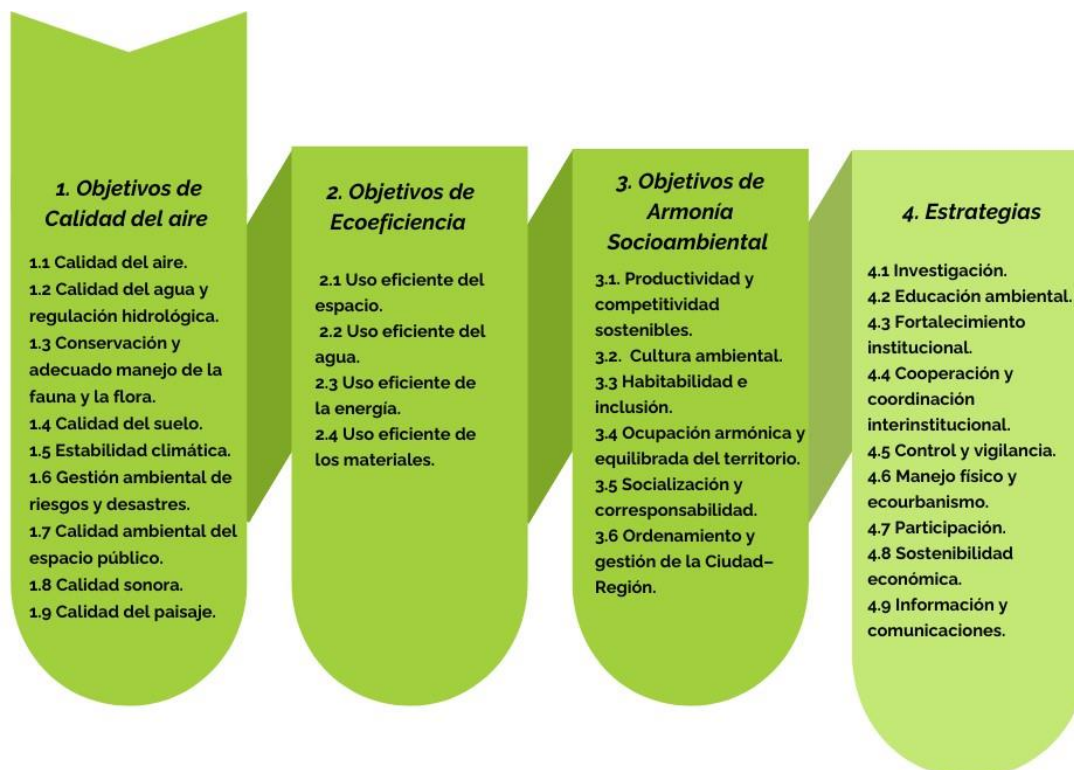 1. Objetivos de
Calidad del aire
1.1 Calidad del aire.
1.2 Calidad del agua y
regulación hidrológica.
1.3 Conservación y
adecuado manejo de la
fauna y la flora.
1.4 Calidad del suelo.
1.5 Estabilidad climática.
1.6 Gestión ambiental de
riesgos y desastres.
1.7 Calidad ambiental del
espacio público.
1.8 Calidad sonora.
1.9 Calidad del paisaje.
2. Objetivos de
Ecoeficiencia
2.1 Uso eficiente del
espacio.
2.2 Uso eficiente del
agua.
2.3 Uso eficiente de
la energía.
2.4 Uso eficiente de
los materiales.
3. Objetivos de
Armonía
Socioambiental
3.1. Productividad y
competitividad
sostenibles.
3.2. Cultura ambiental.
3.3 Habitabilidad e
inclusión.
3.4 Ocupación armónica y
equilibrada del territorio.
3.5 Socialización y
corresponsabilidad.
3.6 Ordenamiento y
gestión de la Ciudad–
Región.
4. Estrategias
4.1 Investigación.
4.2 Educación ambiental.
4.3 Fortalecimiento
institucional.
4.4 Cooperación y
coordinación
interinstitucional.
4.5 Control y vigilancia.
4.6 Manejo físico y
ecourbanismo.
4.7 Participación.
4.8 Sostenibilidad
económica.
4.9 Información y
comunicaciones.